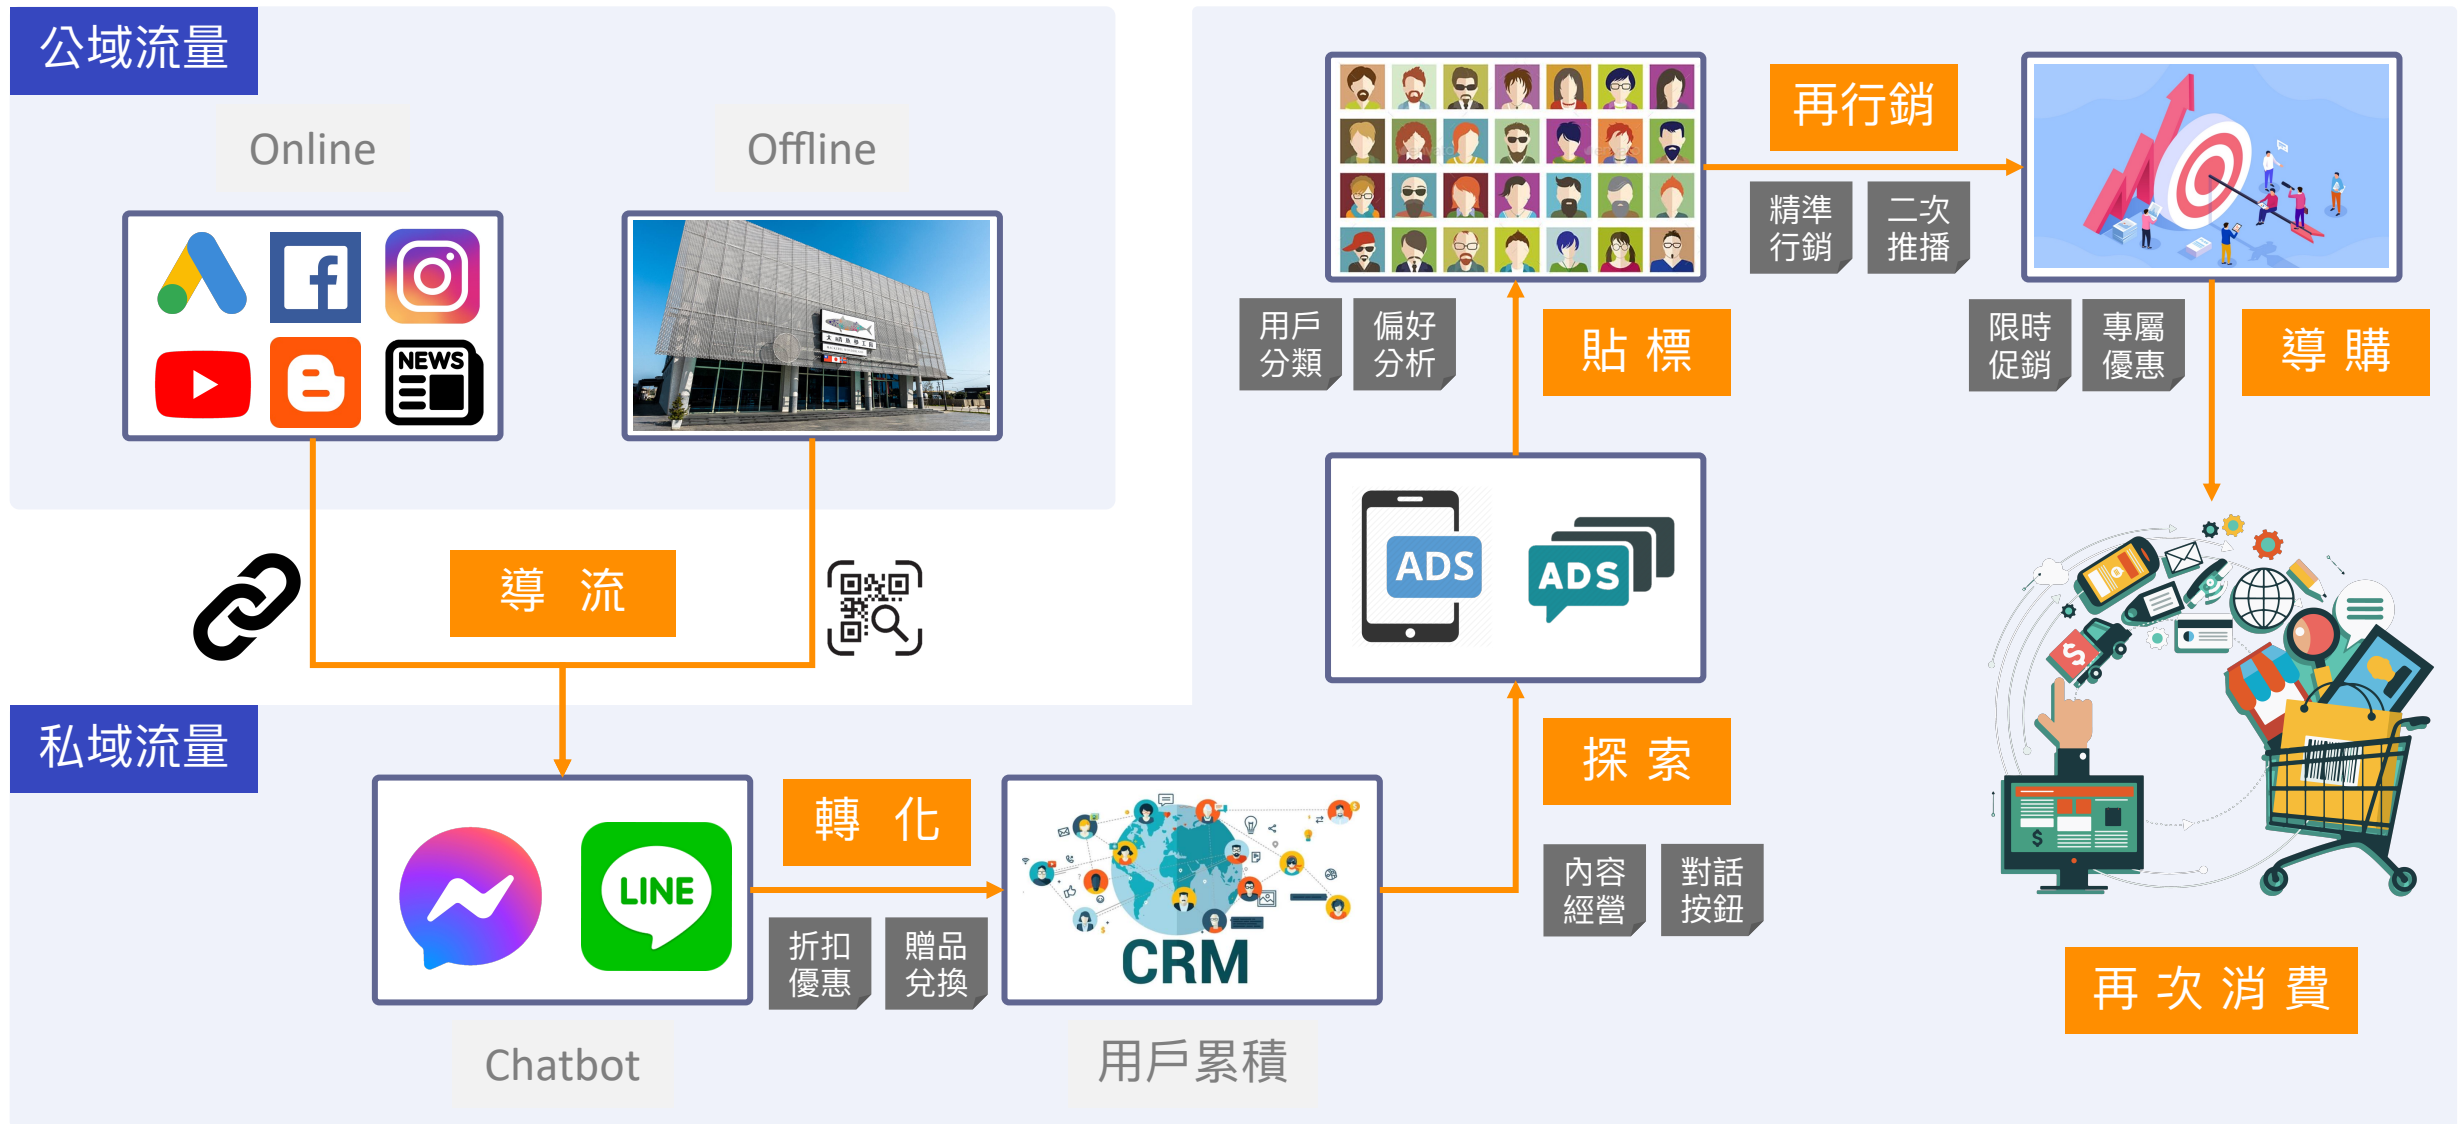 公域流量
Online
Offline
NEWS
導 流
私域流量
LINE
Chatbot
轉 化
折扣
優惠
贈品
兌換
CRM
用戶累積
探 索
內容
經營
對話
按鈕
ADS
ADS
貼 標
用戶
分類
偏好
分析
再行銷
精準
行銷
二次
推播
限時
促銷
專屬
優惠
導 購
再 次 消 費